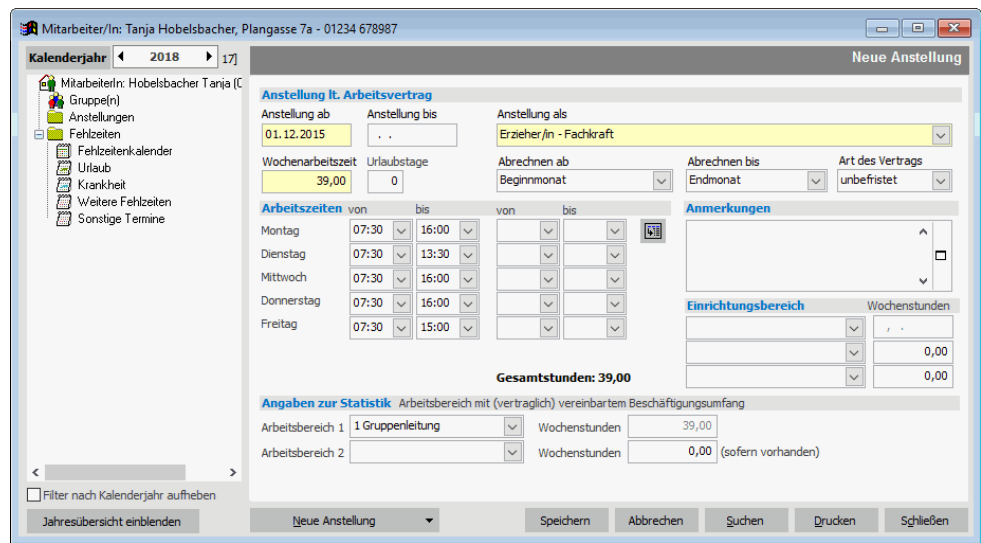 Mitarbeiter/In: Tanja Hobelsbacher, Plangasse 7a - 01234 678987
Kalenderjahr 2018 17]
Neue Anstellung
MitarbeiterIn: Hobelsbacher Tanja (C
Gruppe(n)
Anstellungen
Fehlzeiten
Fehlzeitenkalender
Urlaub
Krankheit
Weitere Fehlzeiten
Sonstige Termine
Filter nach Kalenderjahr aufheben
Jahresübersicht einblenden
Anstellung lt. Arbeitsvertrag
Anstellung ab Anstellung bis Anstellung als
01.12.2015 . . Erzieher/in - Fachkraft
Wochenarbeitszeit Urlaubstage Abrechnen ab Abrechnen bis Art des Vertrags
39,00 0 Beginnmonat Endmonat unbefristet
Arbeitszeiten von bis von bis Anmerkungen
Montag 07:30 16:00
Dienstag 07:30 13:30
Mittwoch 07:30 16:00
Donnerstag 07:30 16:00
Freitag 07:30 15:00
Einrichtungsbereich Wochenstunden
, .
0,00
0,00
Gesamtstunden: 39,00
Angaben zur Statistik Arbeitsbereich mit (vertraglich) vereinbartem Beschäftigungsumfang
Arbeitsbereich 1 1 Gruppenleitung Wochenstunden 39,00
Arbeitsbereich 2 Wochenstunden 0,00 (sofern vorhanden)
Neue Anstellung Speichern Abbrechen Suchen Drucken Schließen